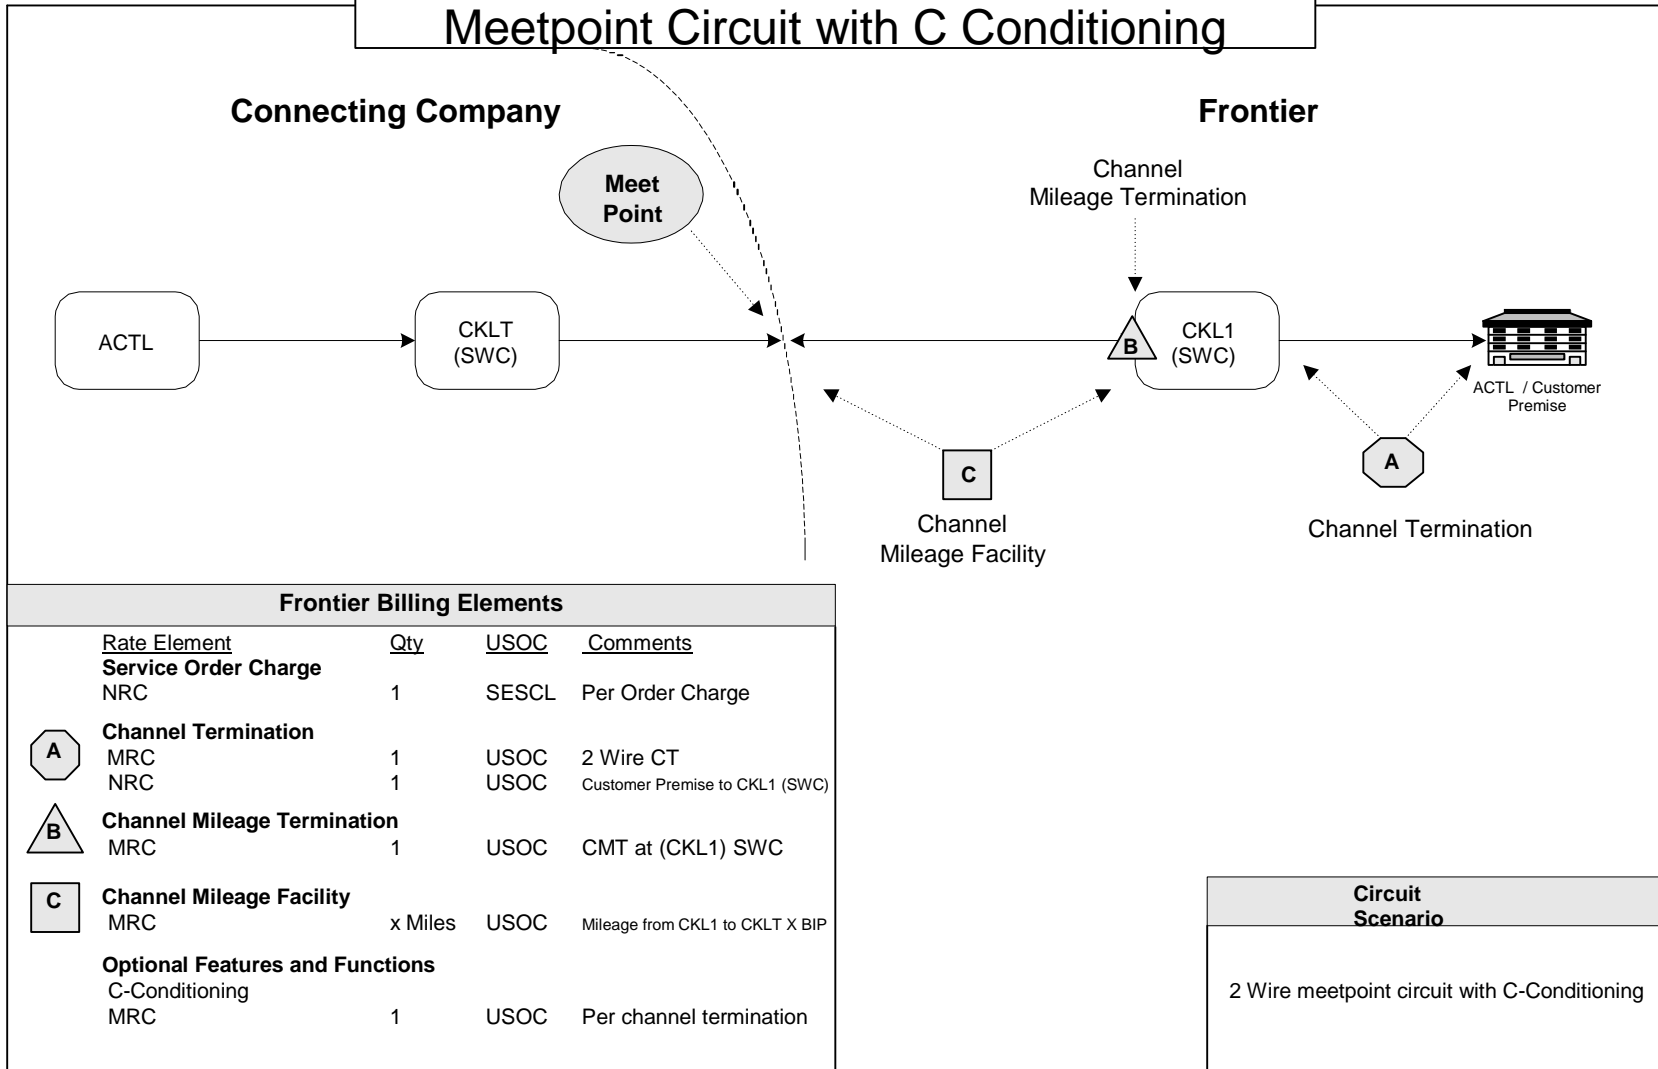 Meetpoint Circuit with C Conditioning
Connecting Company
Frontier
Meet
Point
Channel
Mileage Termination
ACTL
CKLT
(SWC)
B
CKL1
(SWC)
ACTL / Customer
Premise
C
A
Channel
Mileage Facility
Channel Termination
Frontier Billing Elements
Rate Element Qty USOC Comments
Service Order Charge
NRC 1 SESCL Per Order Charge
A
Channel Termination
MRC 1 USOC 2 Wire CT
NRC 1 USOC Customer Premise to CKL1 (SWC)
B
Channel Mileage Termination
MRC 1 USOC CMT at (CKL1) SWC
C
Channel Mileage Facility
MRC x Miles USOC Mileage from CKL1 to CKLT X BIP
Optional Features and Functions
C-Conditioning
MRC 1 USOC Per channel termination
Circuit
Scenario
2 Wire meetpoint circuit with C-Conditioning